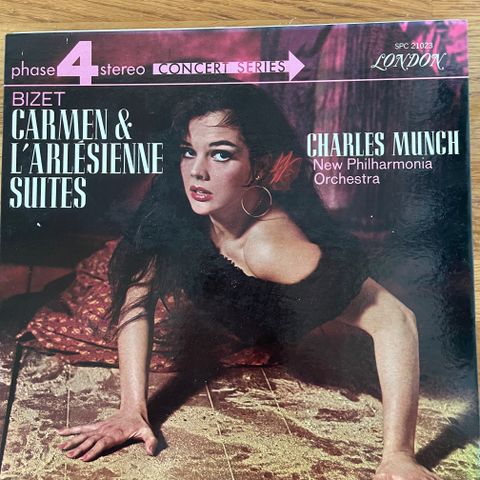 SPC 21023
LONDON
phase 4 stereo CONCERT SERIES
BIZET
CARMEN &
L'ARLÉSIENNE
SUITES
CHARLES MUNCH
New Philharmonia
Orchestra